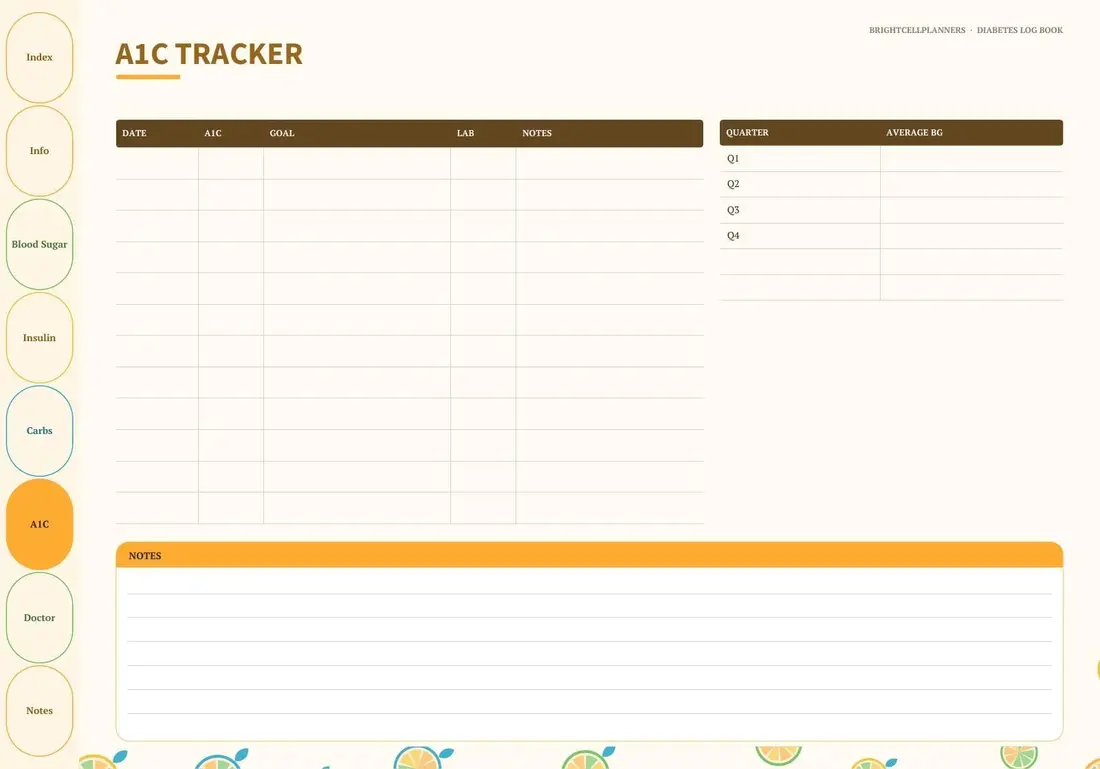 BRIGHTCELLPLANNERS · DIABETES LOG BOOK
A1C TRACKER
Index
Info
Blood Sugar
Insulin
Carbs
A1C
Doctor
Notes
DATE A1C GOAL LAB NOTES
QUARTER AVERAGE BG
Q1
Q2
Q3
Q4
NOTES